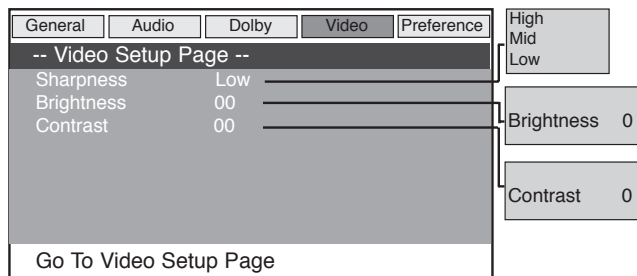 General Audio Dolby Video Preference
-- Video Setup Page --
Sharpness Low
Brightness 00
Contrast 00
Go To Video Setup Page
High
Mid
Low
Brightness 0
Contrast 0